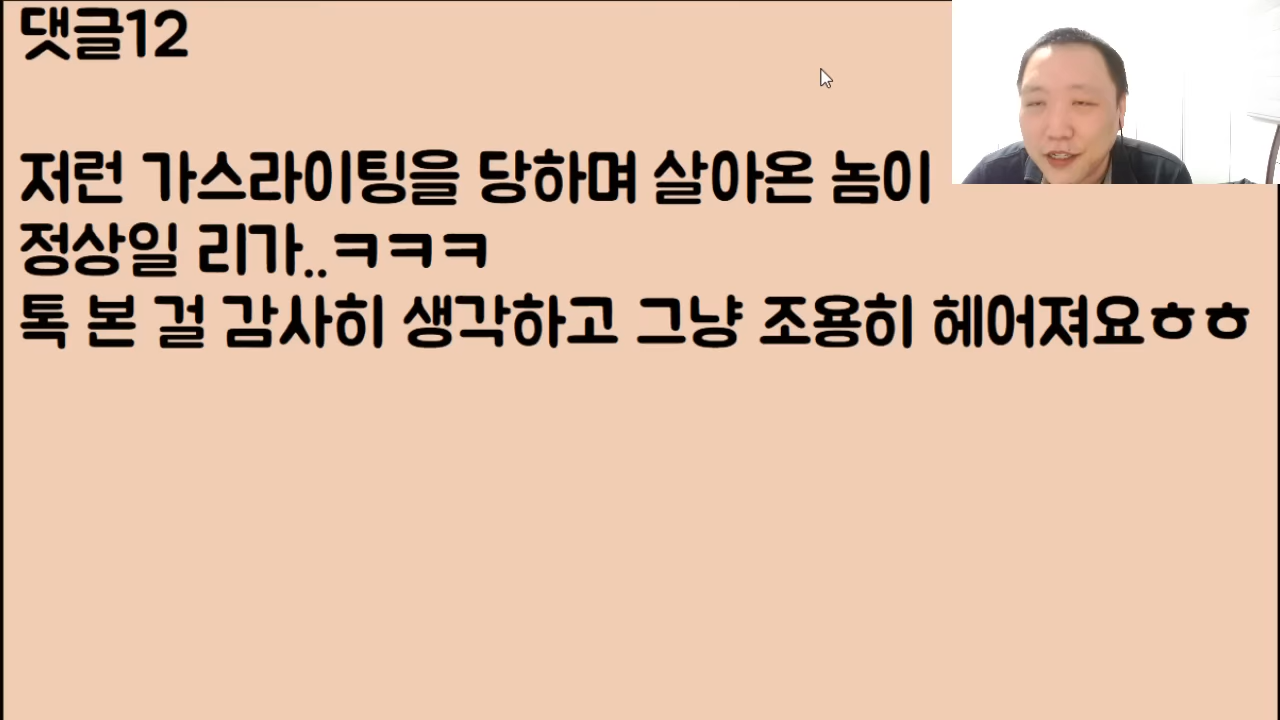 댓글12
저런 가스라이팅을 당하며 살아온 놈이
정상일 리가..ㅋㅋㅋ
톡 본 걸 감사히 생각하고 그냥 조용히 헤어져요ㅎㅎ